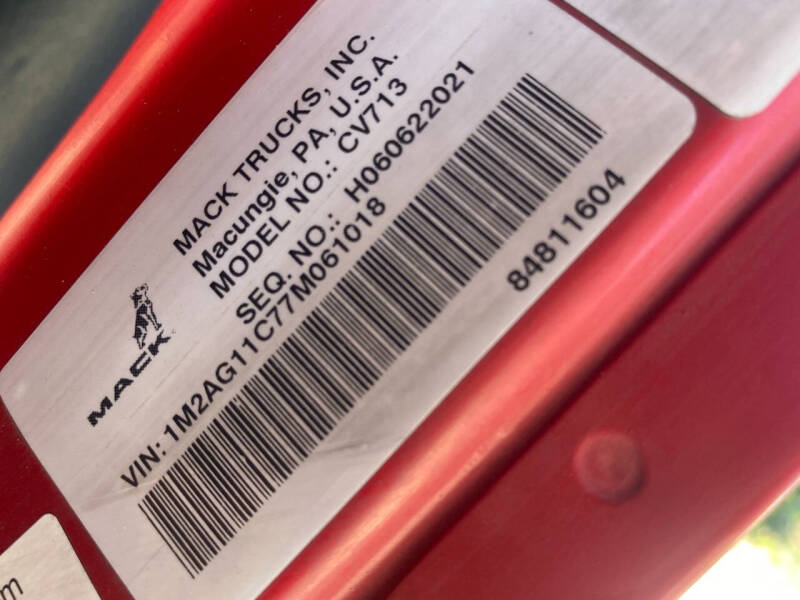 MACK TRUCKS, INC.
Macungie, PA, U.S.A.
MODEL NO.: CV713
SEQ. NO.: H060622021
MACK
VIN: 1M2AG11C77M061018
84811604
m